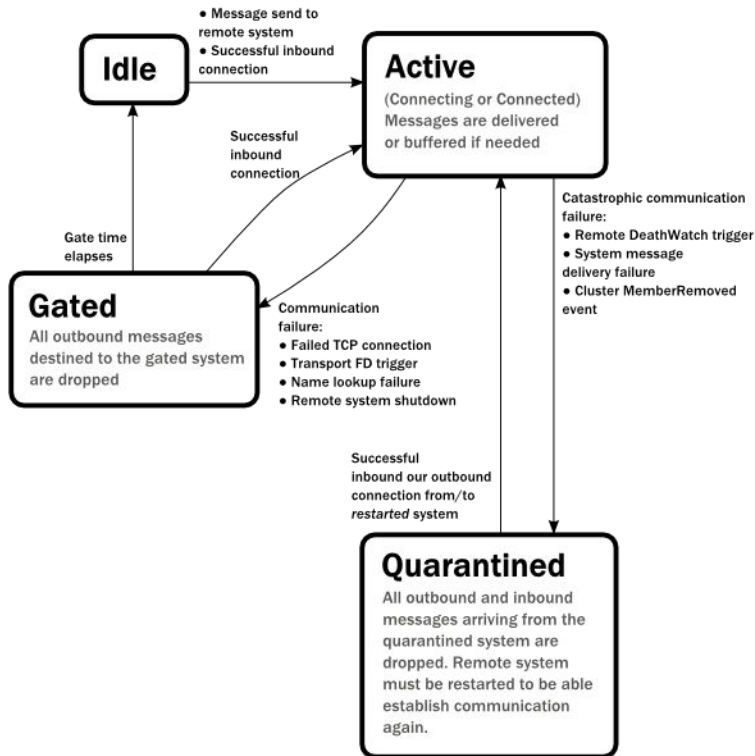 ● Message send to
remote system
● Successful inbound
connection
Idle
Active
(Connecting or Connected)
Messages are delivered
or buffered if needed
Successful
inbound
connection
Gate time
elapses
Catastrophic communication
failure:
● Remote DeathWatch trigger
● System message
delivery failure
● Cluster MemberRemoved
event
Gated
All outbound messages
destined to the gated system
are dropped
Communication
failure:
● Failed TCP connection
● Transport FD trigger
● Name lookup failure
● Remote system shutdown
Successful
inbound our outbound
connection from/to
restarted system
Quarantined
All outbound and inbound
messages arriving from the
quarantined system are
dropped. Remote system
must be restarted to be able
establish communication
again.